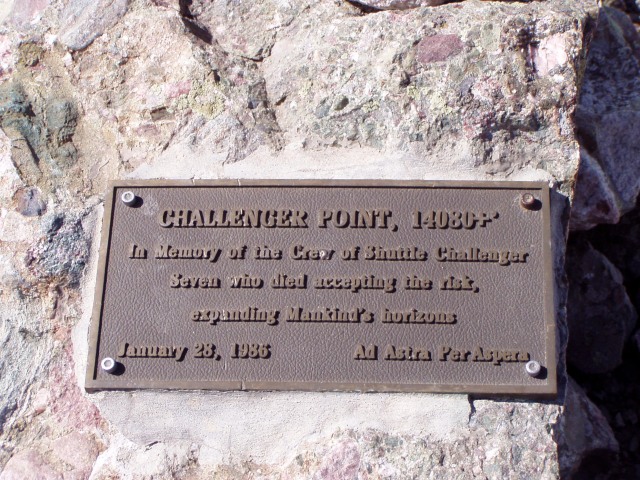 CHALLENGER POINT, 14080+'
In Memory of the Crew of Shuttle Challenger
Seven who died accepting the risk,
expanding Mankind's horizons
January 28, 1986 Ad Astra Per Aspera